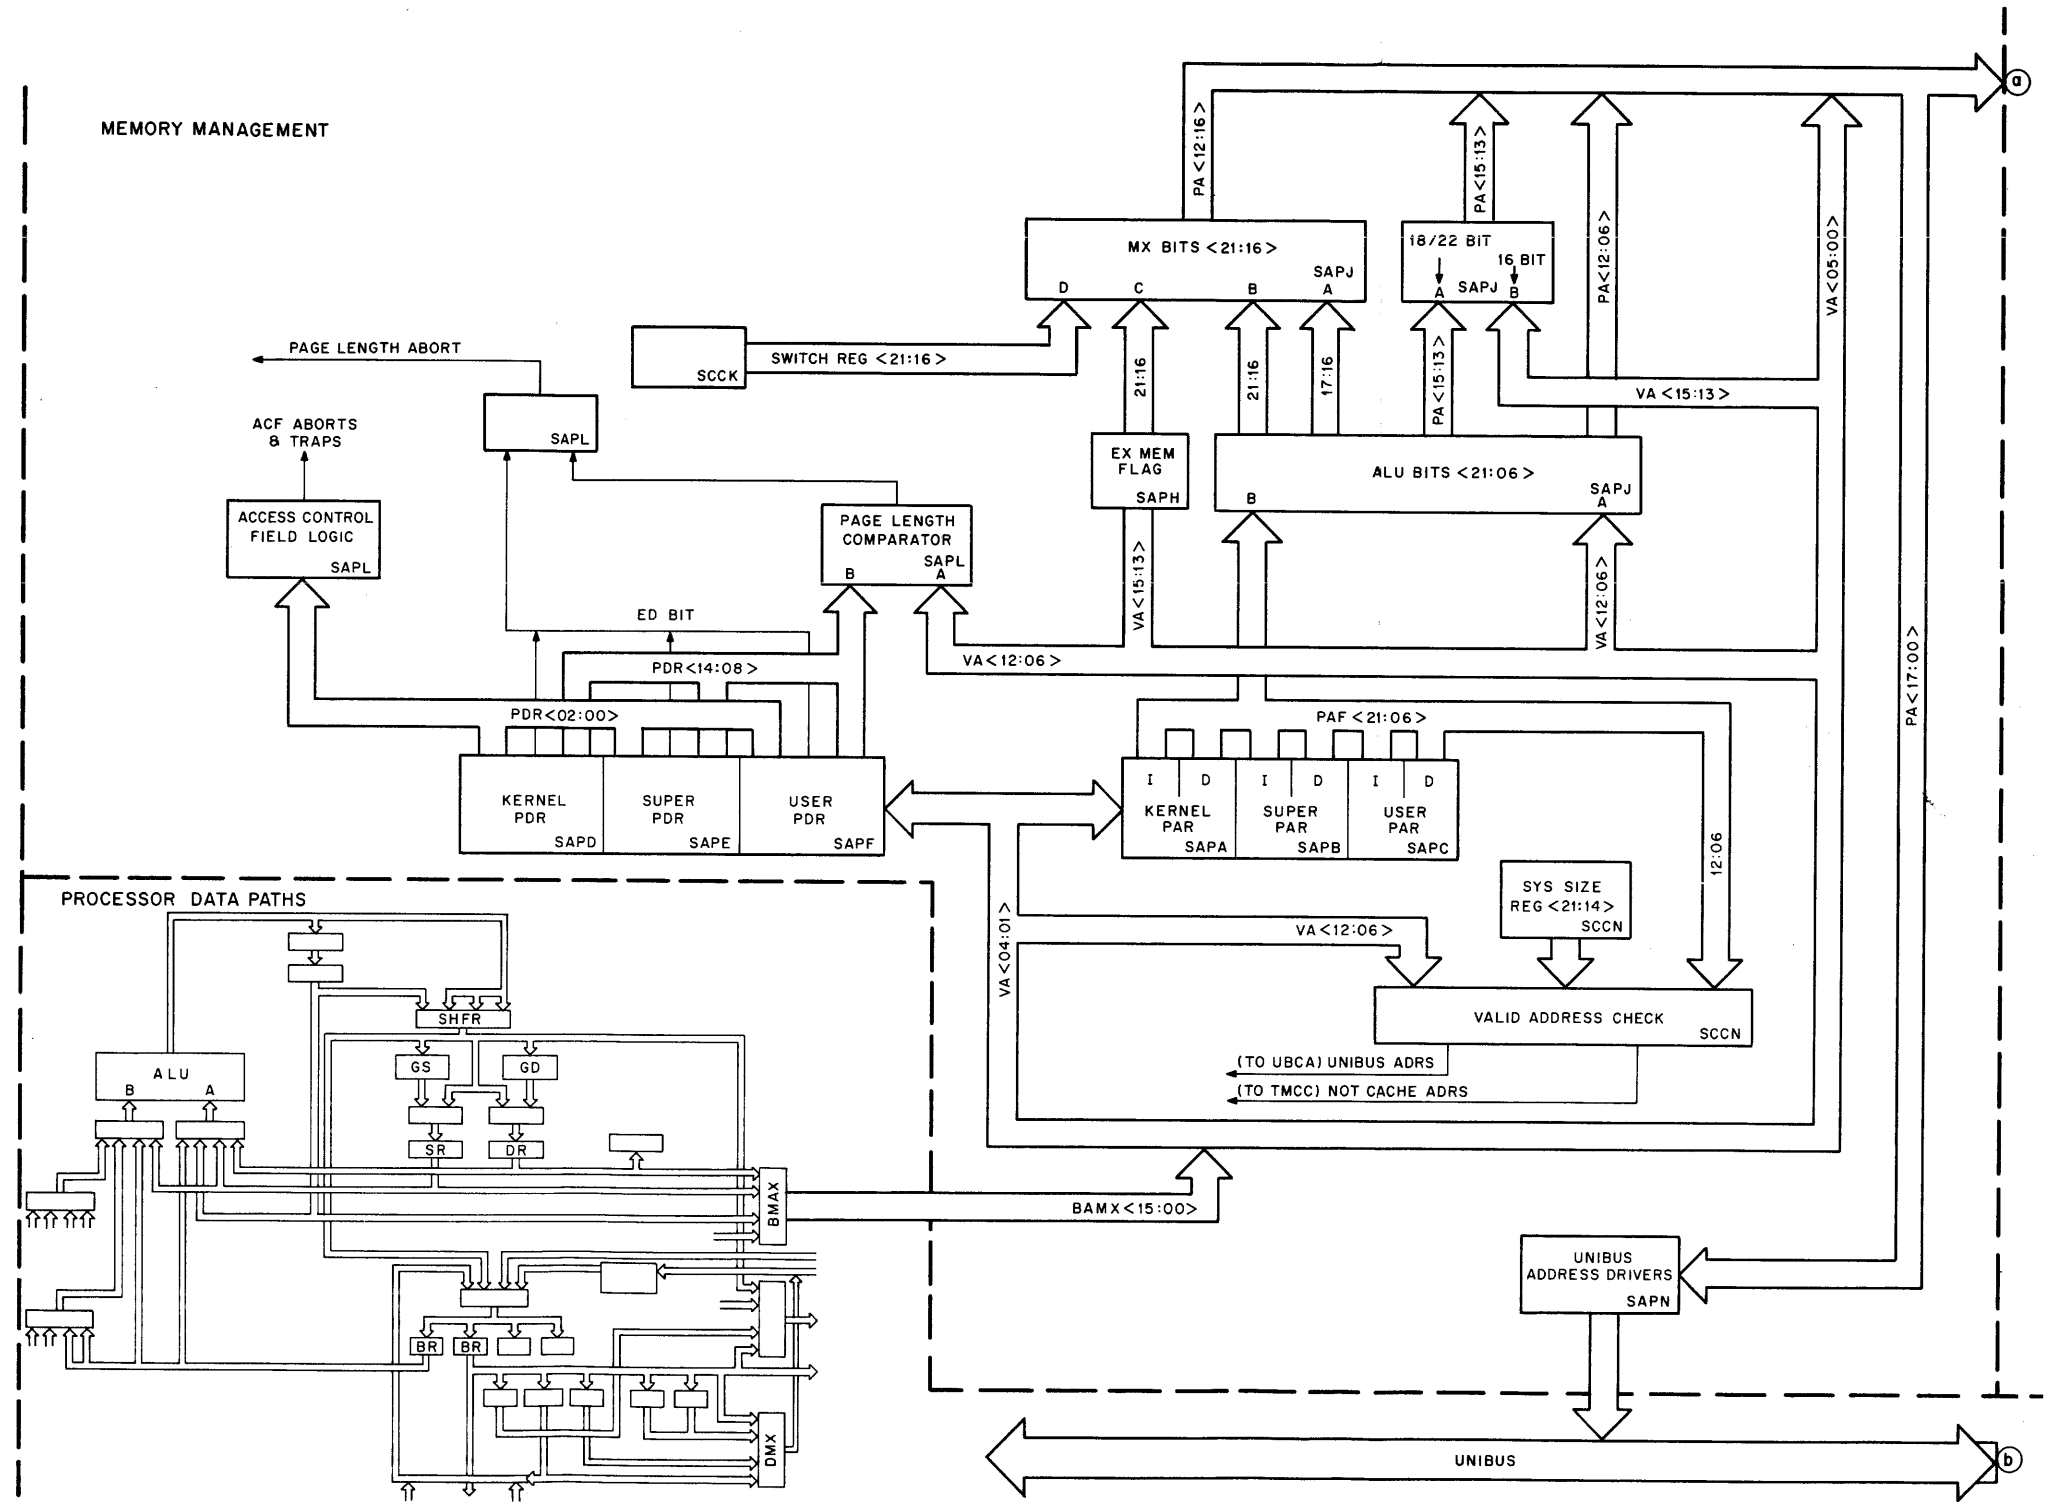 a
MEMORY MANAGEMENT
PA<12:16>
PA<15:13>
PA<12:06>
VA<05:00>
MX BITS <21:16>
SAPJ
D C B A
18/22 BIT
16 BIT
A SAPJ B
SWITCH REG <21:16>
SCCK
PAGE LENGTH ABORT
SAPL
ACF ABORTS
& TRAPS
21:16
21:16
17:16
PA<15:13>
VA<15:13>
EX MEM
FLAG
SAPH
ALU BITS <21:06>
SAPJ
B A
ACCESS CONTROL
FIELD LOGIC
SAPL
PAGE LENGTH
COMPARATOR
SAPL
B A
VA<15:13>
VA<12:06>
ED BIT
PDR<14:08>
VA<12:06>
PA<17:00>
PDR<02:00>
PAF<21:06>
KERNEL
PDR
SAPD
SUPER
PDR
SAPE
USER
PDR
SAPF
I D I D I D
KERNEL
PAR
SAPA
SUPER
PAR
SAPB
USER
PAR
SAPC
12:06
SYS SIZE
REG <21:14>
SCCN
VA<04:01>
VA<12:06>
VALID ADDRESS CHECK
SCCN
(TO UBCA) UNIBUS ADRS
(TO TMCC) NOT CACHE ADRS
PROCESSOR DATA PATHS
SHFR
ALU
B A
GS
GD
SR
DR
BMAX
BAMX<15:00>
BR
BR
DMX
UNIBUS
ADDRESS DRIVERS
SAPN
UNIBUS
b